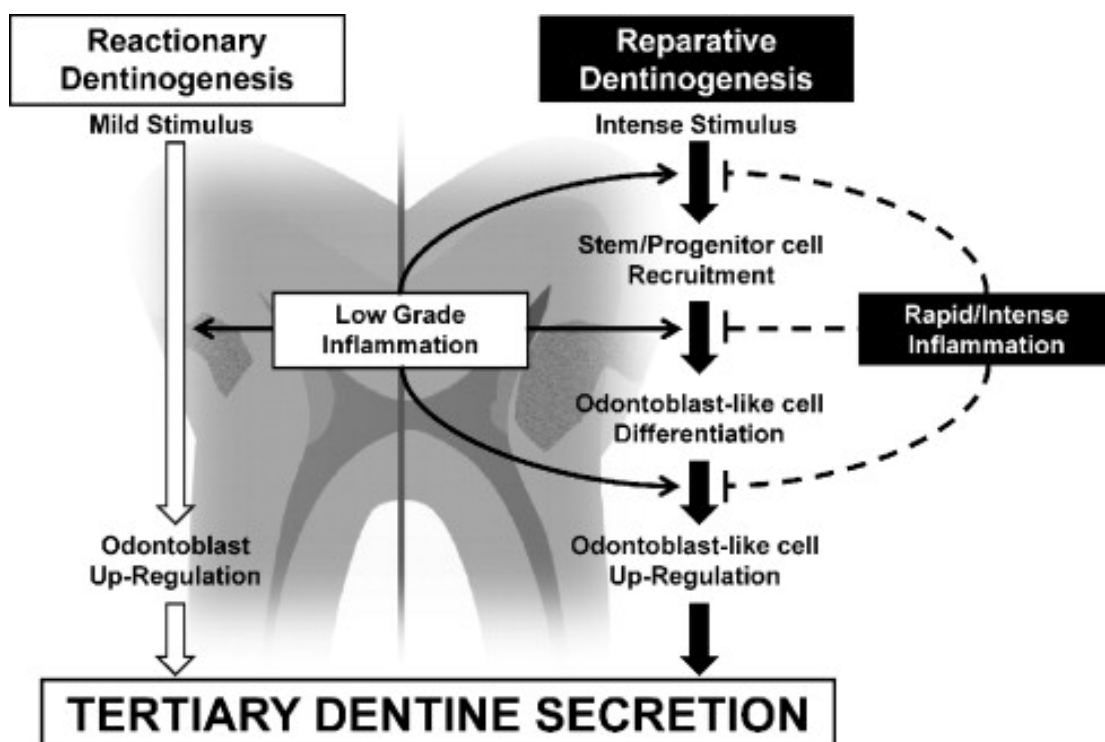 Reactionary
Dentinogenesis
Mild Stimulus
Reparative
Dentinogenesis
Intense Stimulus
Stem/Progenitor cell
Recruitment
Low Grade
Inflammation
Rapid/Intense
Inflammation
Odontoblast-like cell
Differentiation
Odontoblast
Up-Regulation
Odontoblast-like cell
Up-Regulation
TERTIARY DENTINE SECRETION